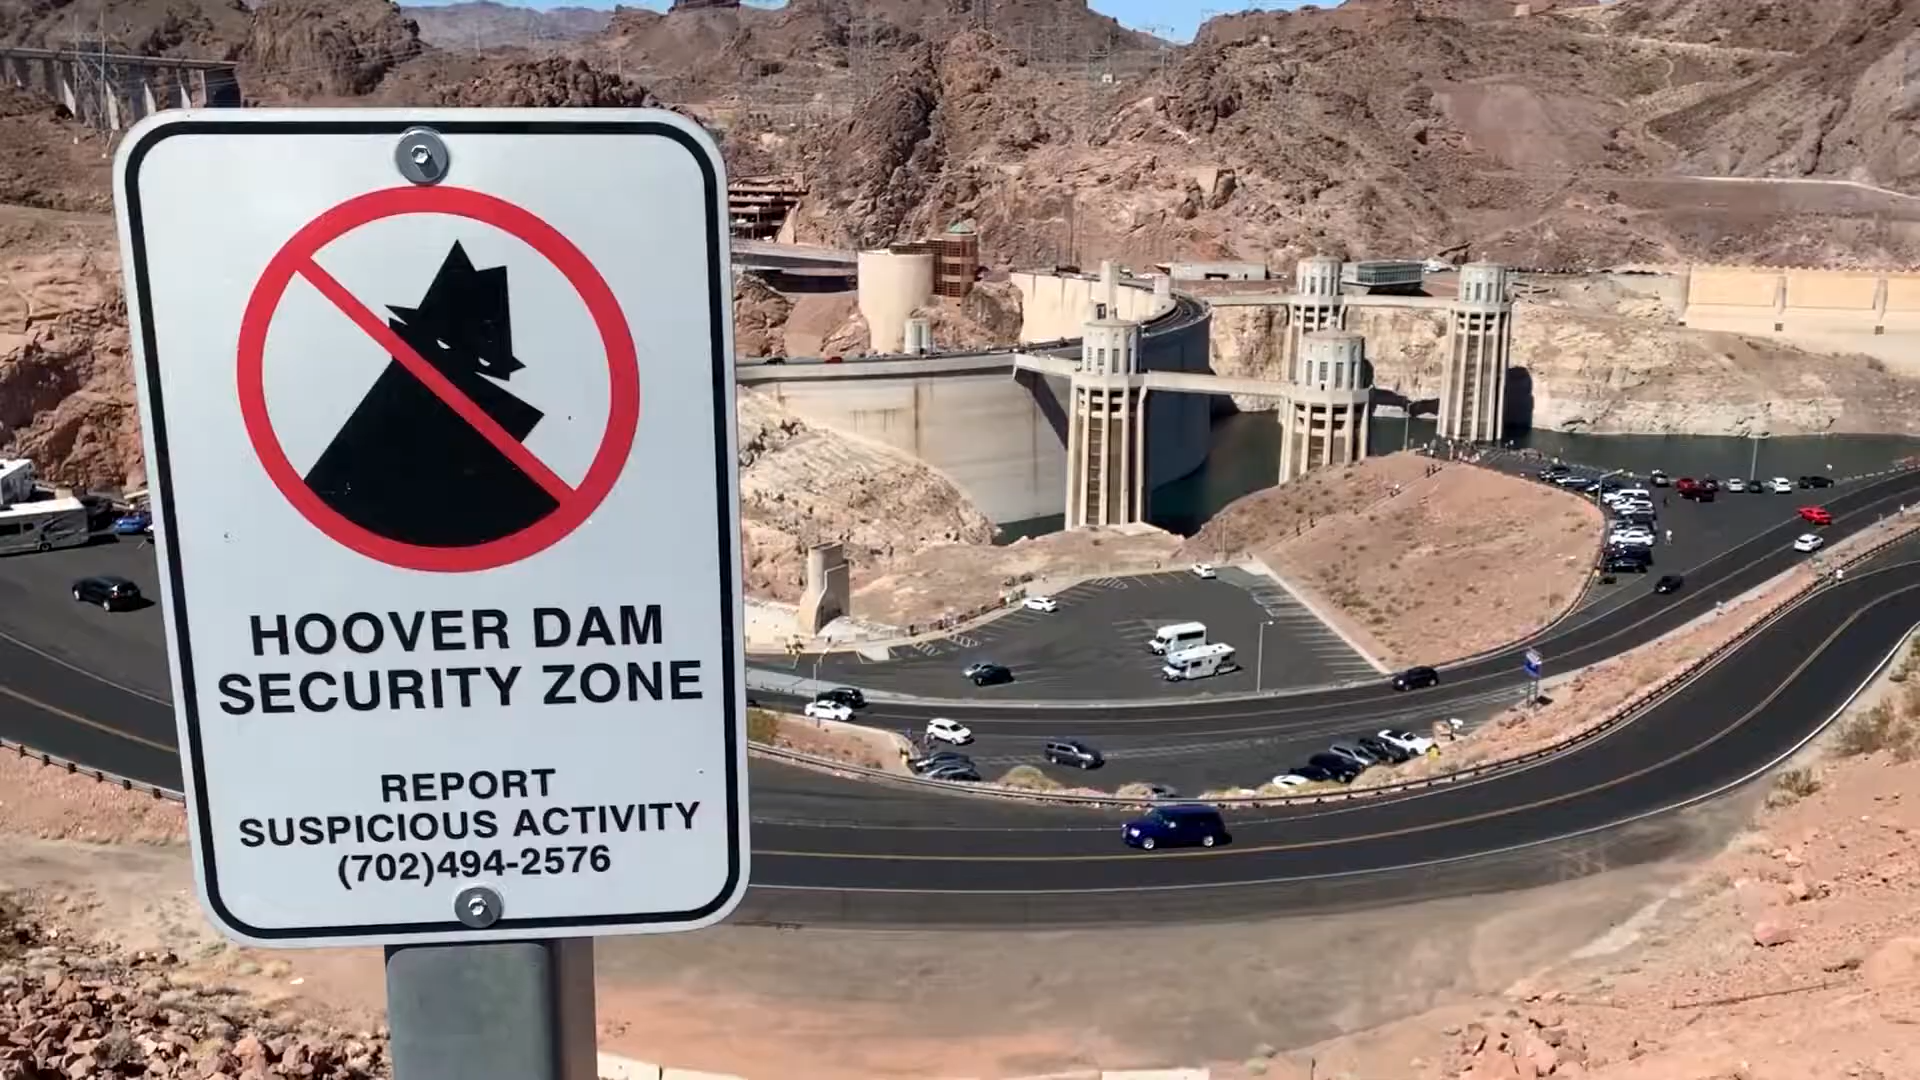 HOOVER DAM
SECURITY ZONE
REPORT
SUSPICIOUS ACTIVITY
(702)494-2576